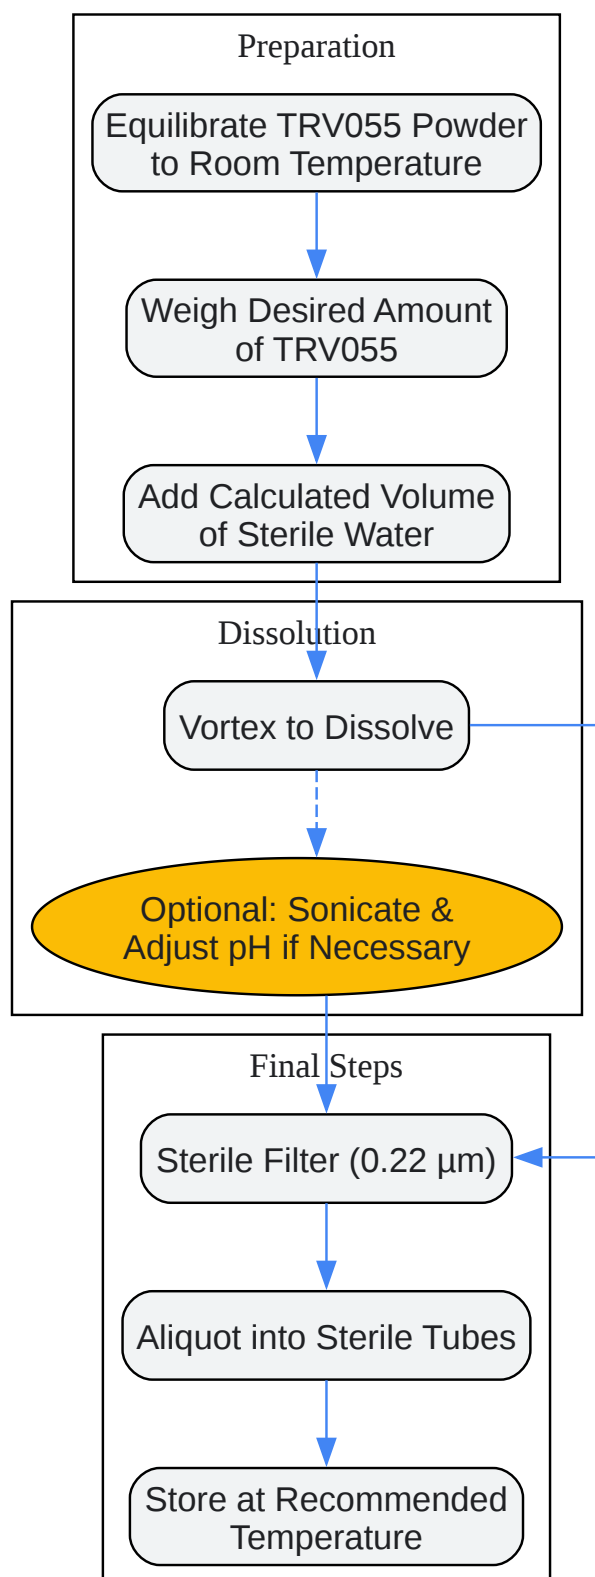 Preparation
Equilibrate TRV055 Powder
to Room Temperature
Weigh Desired Amount
of TRV055
Add Calculated Volume
of Sterile Water
Dissolution
Vortex to Dissolve
Optional: Sonicate &
Adjust pH if Necessary
Final Steps
Sterile Filter (0.22 µm)
Aliquot into Sterile Tubes
Store at Recommended
Temperature